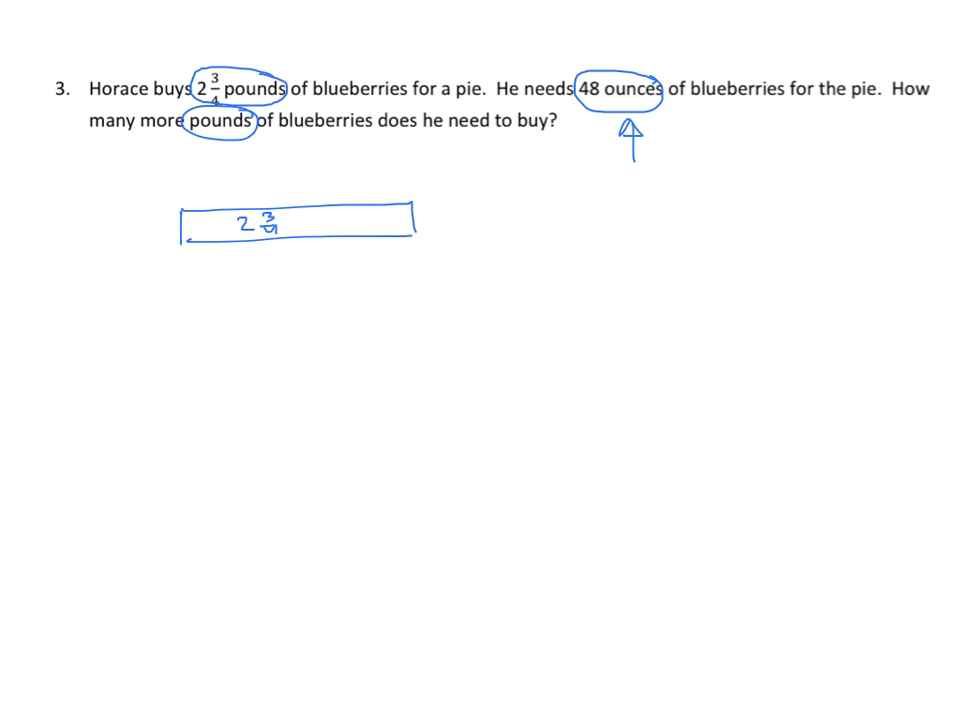 3. Horace buys 2 3/4 pounds of blueberries for a pie. He needs 48 ounces of blueberries for the pie. How
many more pounds of blueberries does he need to buy?
2 3/4